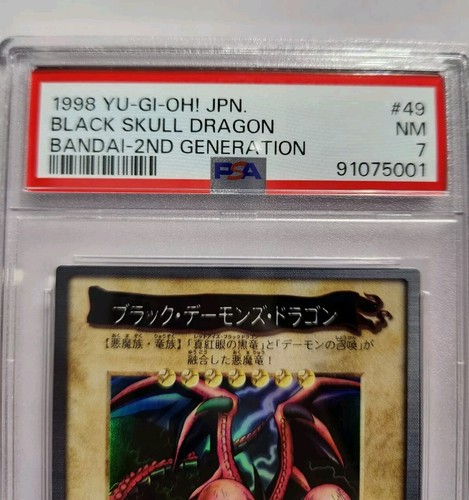 1998 YU-GI-OH! JPN. #49
BLACK SKULL DRAGON NM
BANDAI-2ND GENERATION 7
PSA 91075001
ブラック・デーモンズ・ドラゴン
【悪魔族・竜族】「真紅眼の黒竜」と「デーモンの召喚」が
融合した悪魔竜！